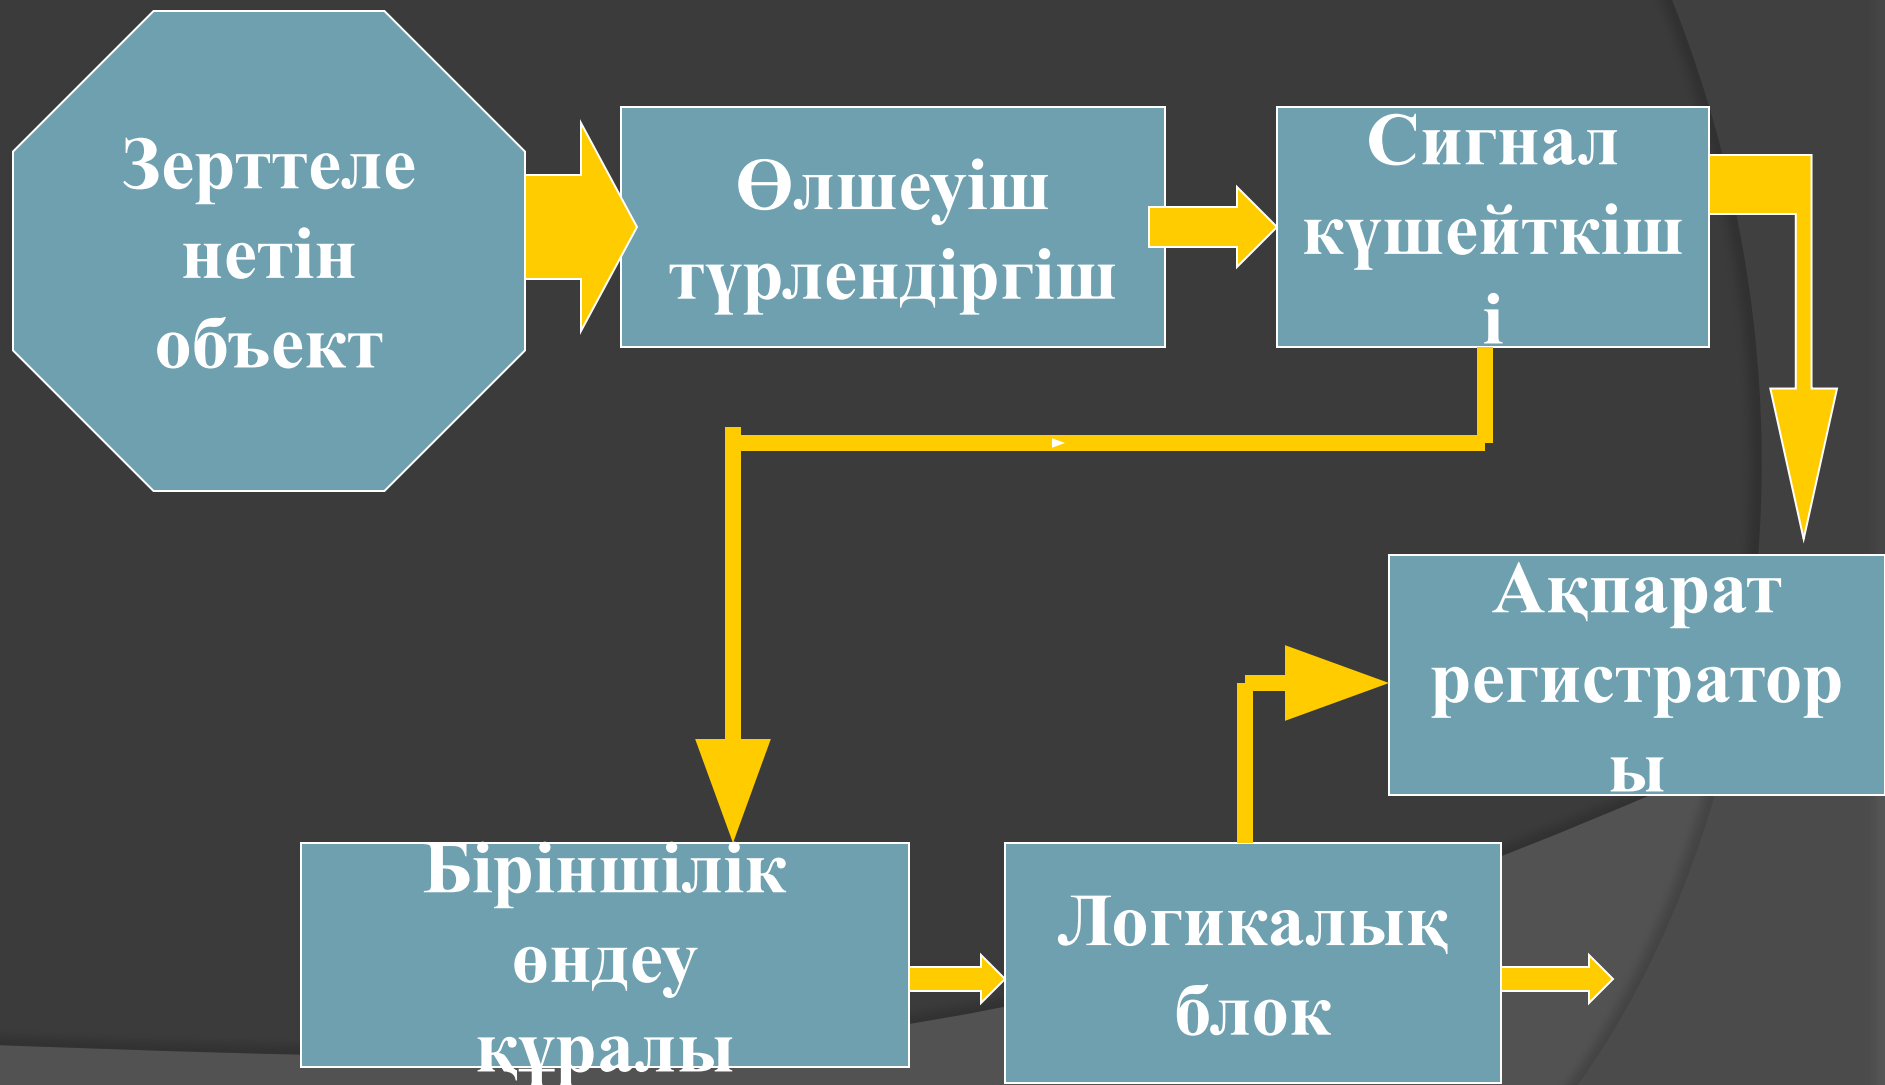 Зерттеле
нетін
объект
Өлшеуіш
түрлендіргіш
Сигнал
күшейткіш
і
Ақпарат
регистратор
ы
Біріншілік
өндеу
құралы
Логикалық
блок